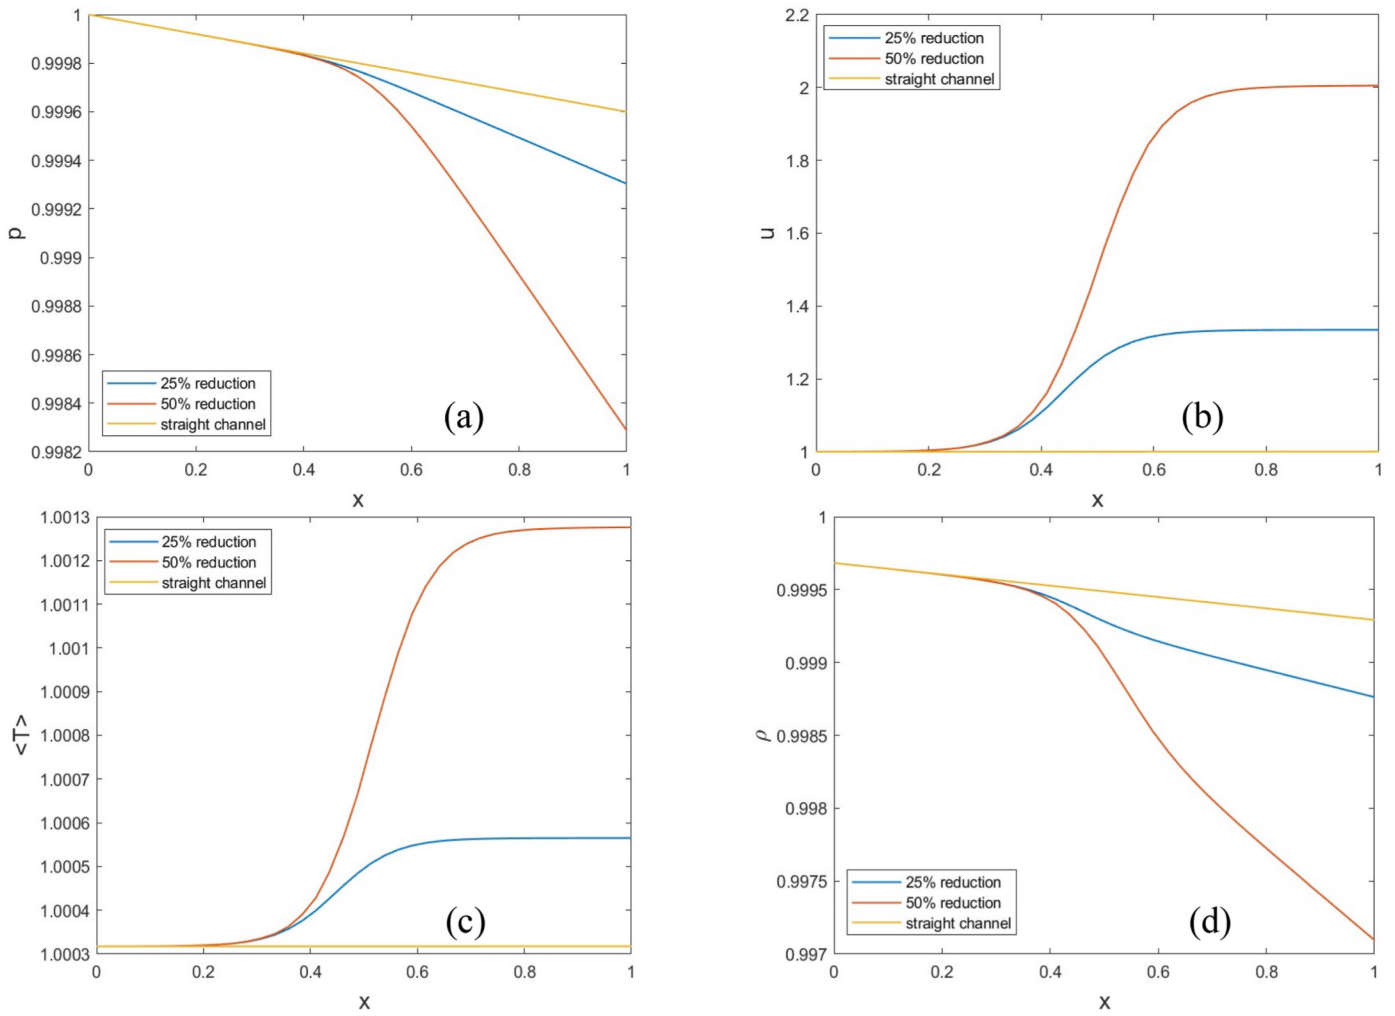 1
0.9998
0.9996
0.9994
0.9992
0.999
0.9988
0.9986
0.9984
0.9982
p
25% reduction
50% reduction
straight channel
(a)
0 0.2 0.4 0.6 0.8 1
x
2.2
2
1.8
1.6
1.4
1.2
1
u
25% reduction
50% reduction
straight channel
(b)
0 0.2 0.4 0.6 0.8 1
x
1.0013
1.0012
1.0011
1.001
1.0009
1.0008
1.0007
1.0006
1.0005
1.0004
1.0003
<T>
25% reduction
50% reduction
straight channel
(c)
0 0.2 0.4 0.6 0.8 1
x
1
0.9995
0.999
0.9985
0.998
0.9975
0.997
ρ
25% reduction
50% reduction
straight channel
(d)
0 0.2 0.4 0.6 0.8 1
x